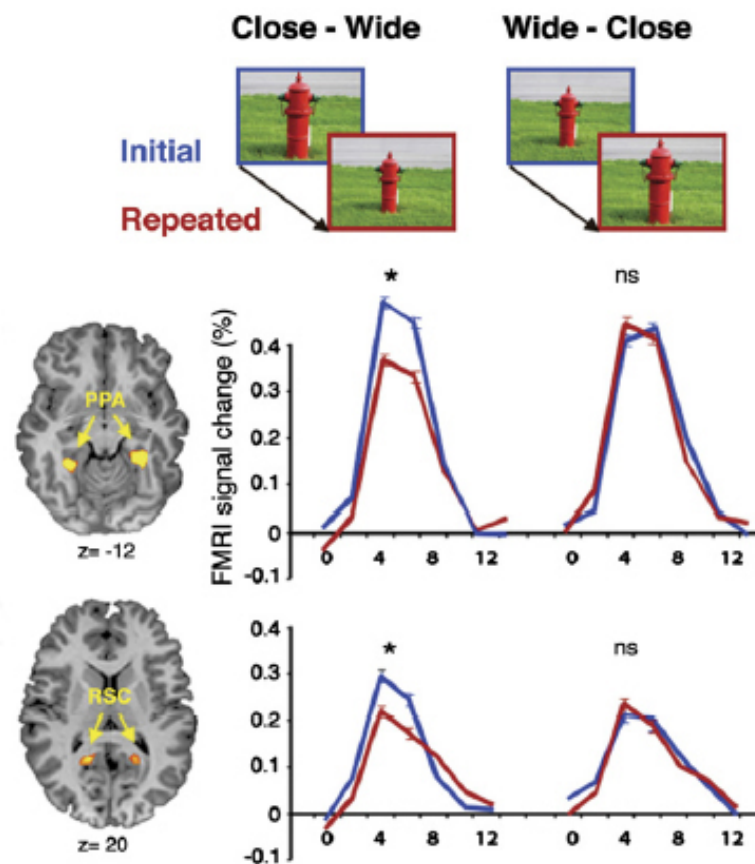 Close - Wide
Wide - Close
Initial
Repeated
*
ns
FMRI signal change (%)
PPA
z= -12
0.4
0.3
0.2
0.1
0
-0.1
0 4 8 12
0 4 8 12
*
ns
RSC
z= 20
0.4
0.3
0.2
0.1
0
-0.1
0 4 8 12
0 4 8 12